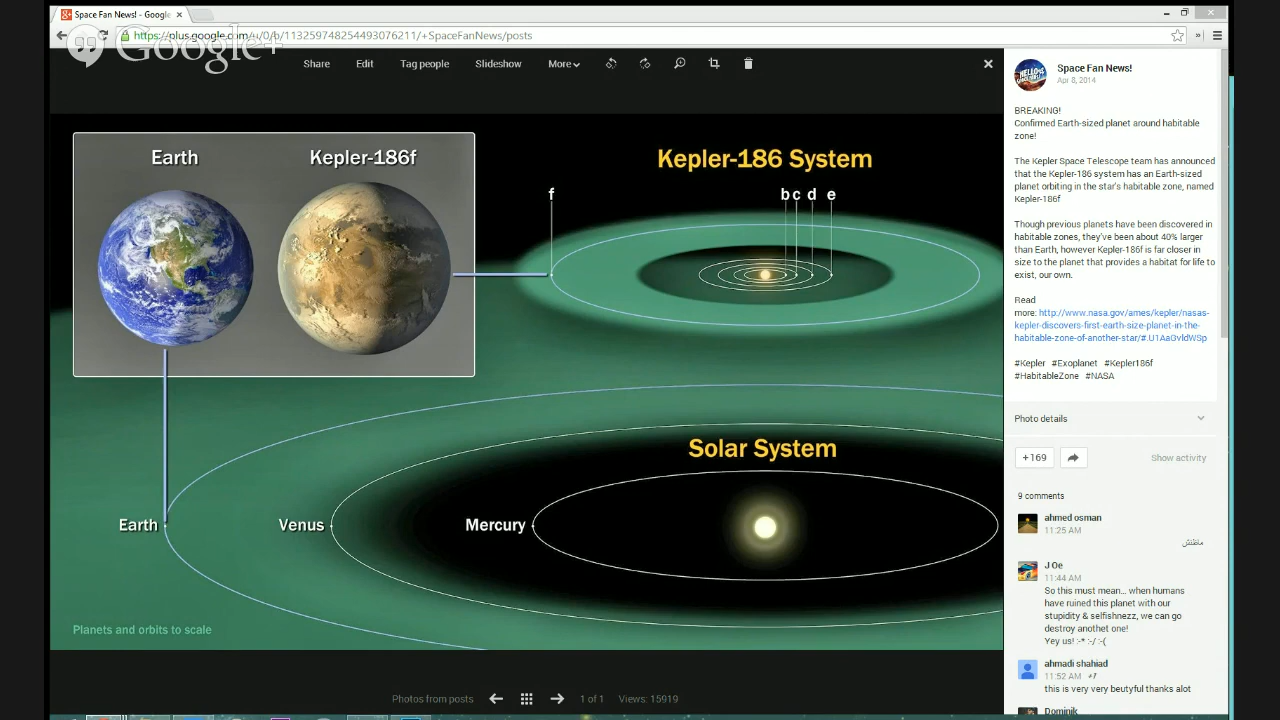 Space Fan News! - Google
https://plus.google.com/u/0/b/113259748254493076211/+SpaceFanNews/posts
Google+
Share Edit Tag people Slideshow More
Earth Kepler-186f
Kepler-186 System
f b c d e
Solar System
Earth Venus Mercury
Planets and orbits to scale
Photos from posts 1 of 1 Views: 15919
Space Fan News!
Apr 8, 2014
BREAKING!
Confirmed Earth-sized planet around habitable
zone!
The Kepler Space Telescope team has announced
that the Kepler-186 system has an Earth-sized
planet orbiting in the star's habitable zone, named
Kepler-186f
Though previous planets have been discovered in
habitable zones, they've been about 40% larger
than Earth, however Kepler-186f is far closer in
size to the planet that provides a habitat for life to
exist, our own.
Read
more: http://www.nasa.gov/ames/kepler/nasas-
kepler-discovers-first-earth-size-planet-in-the-
habitable-zone-of-another-star/#.U1AaGvldWSp
#Kepler #Exoplanet #Kepler186f
#HabitableZone #NASA
Photo details
+169 Show activity
9 comments
ahmed osman
11:25 AM
J Oe
11:44 AM
So this must mean... when humans
have ruined this planet with our
stupidity & selfishnezz, we can go
destroy anothet one!
Yey us! :-* :-/ :-(
ahmadi shahiad +1
11:52 AM
this is very very beutyful thanks alot
Dominik